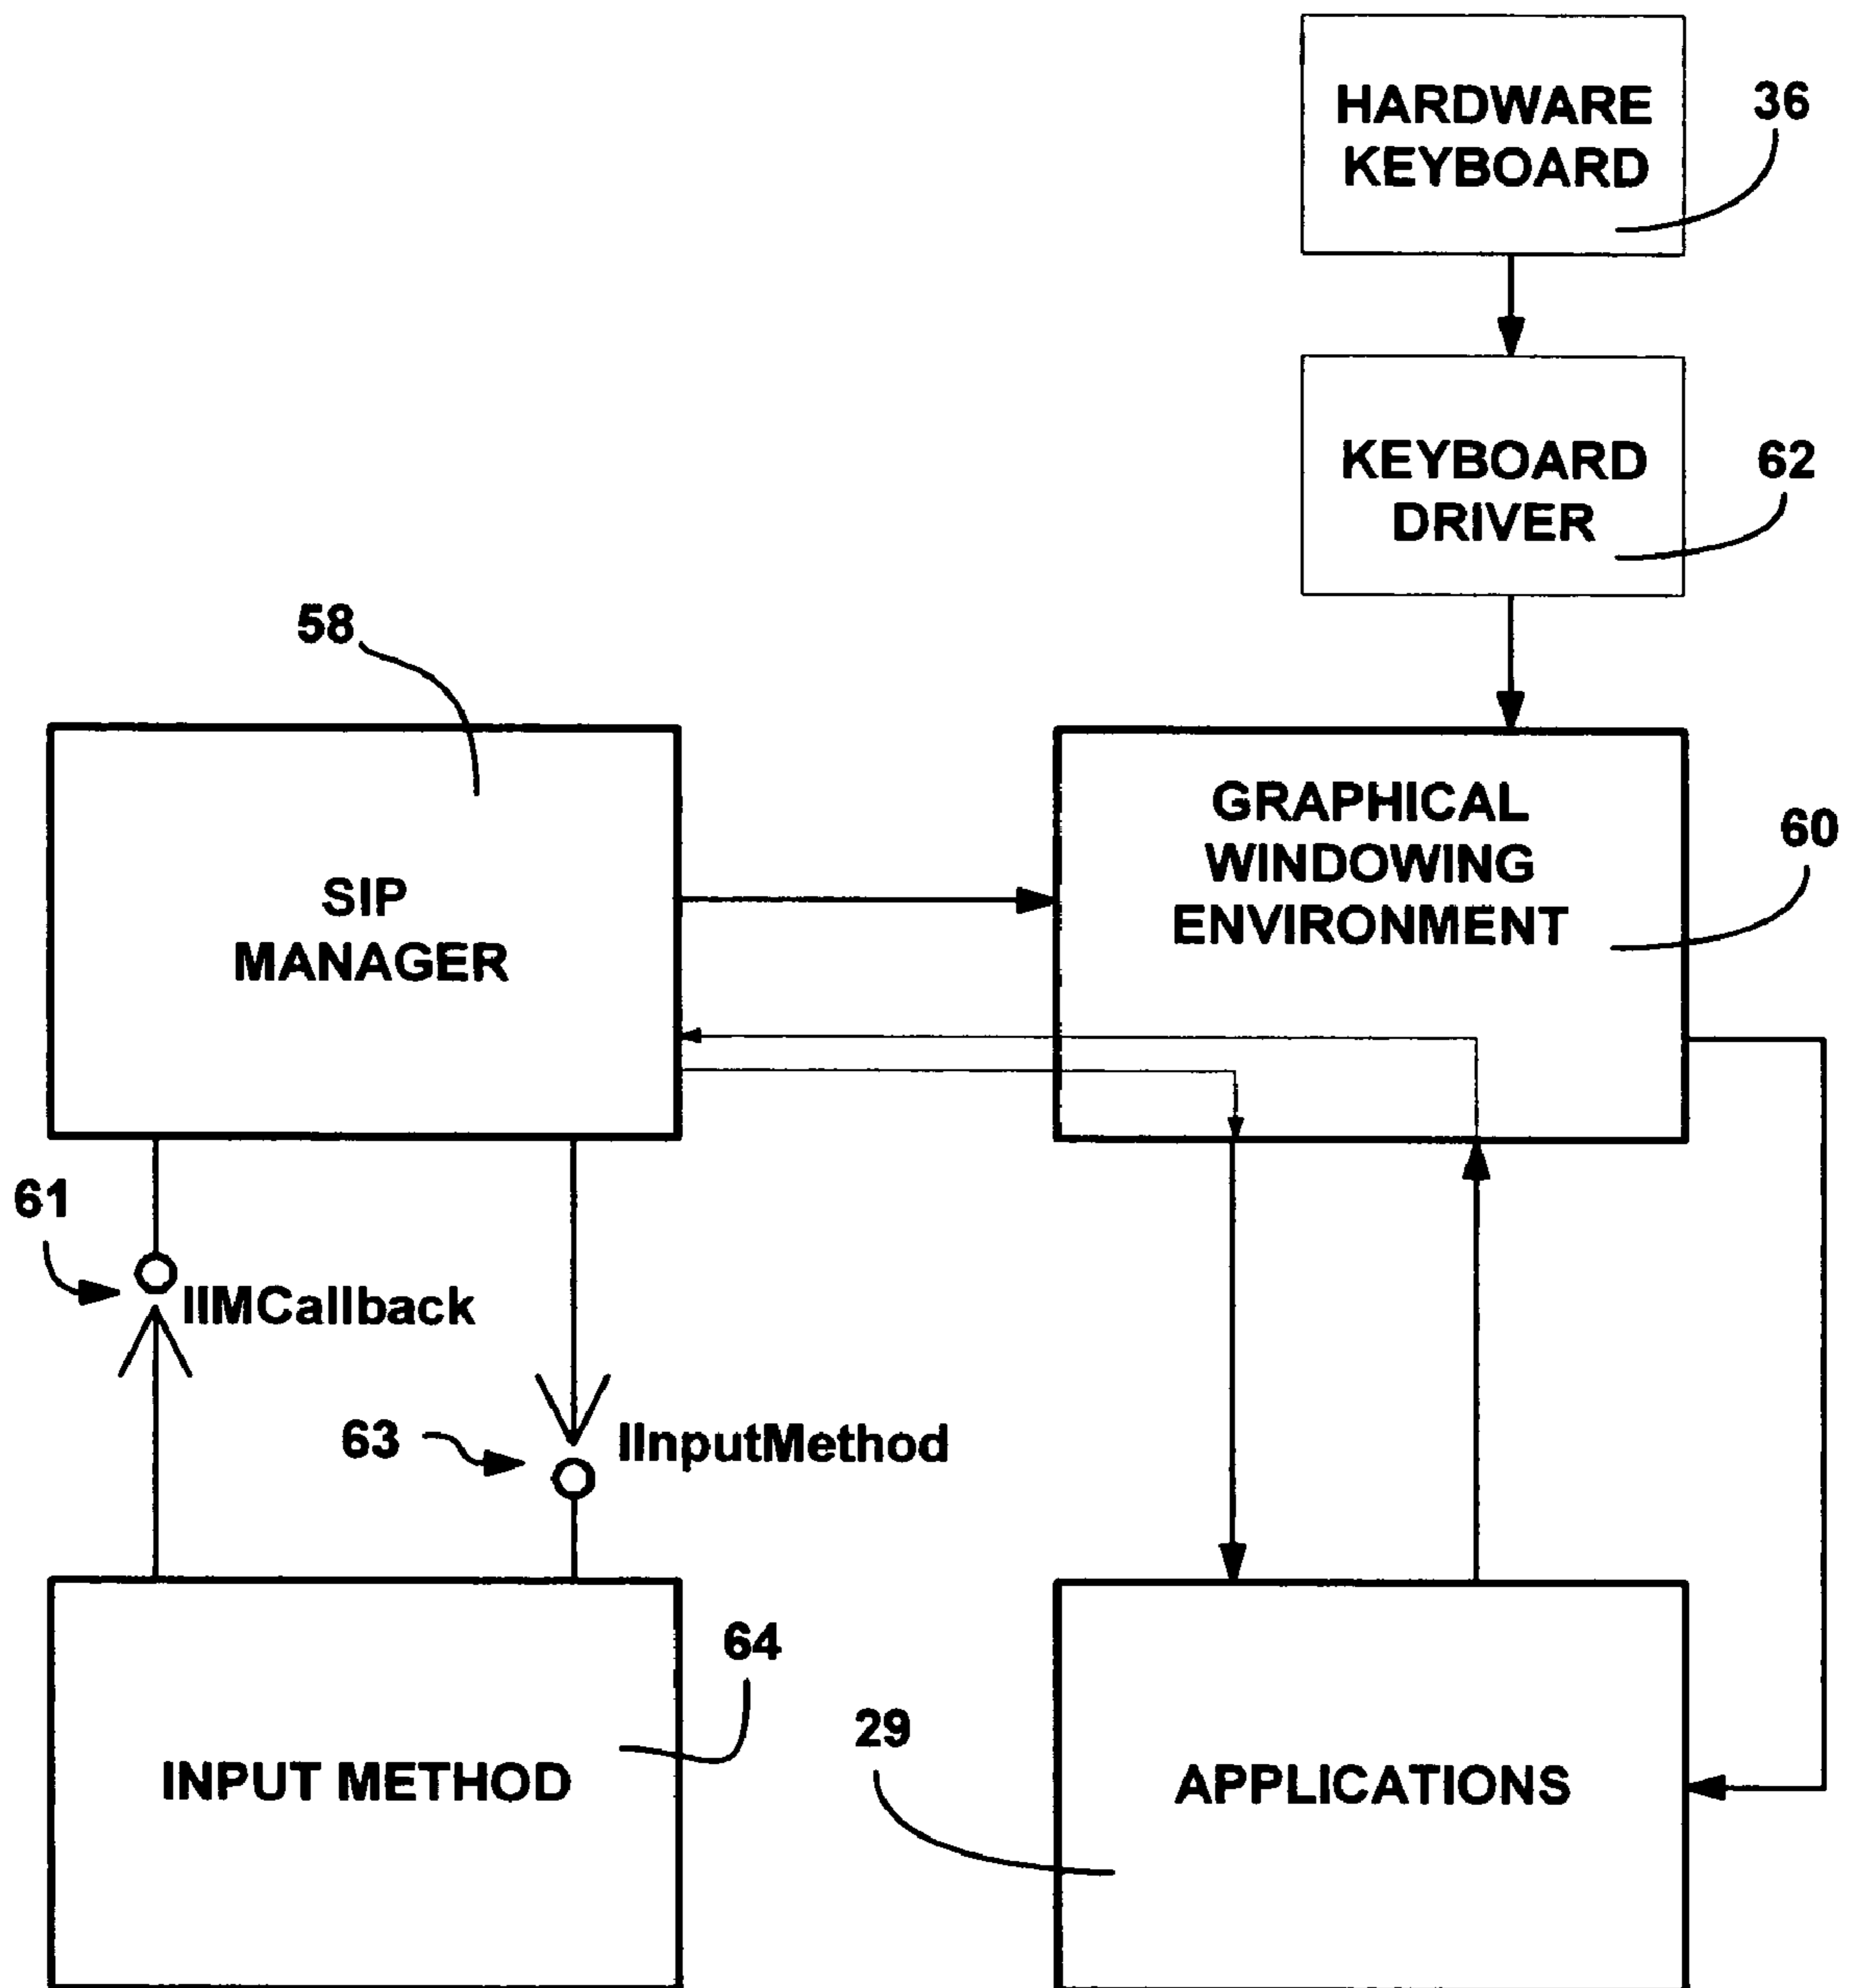 HARDWARE
KEYBOARD
36
KEYBOARD
DRIVER
62
58
SIP
MANAGER
GRAPHICAL
WINDOWING
ENVIRONMENT
60
61
IIMCallback
63
IInputMethod
64
INPUT METHOD
29
APPLICATIONS